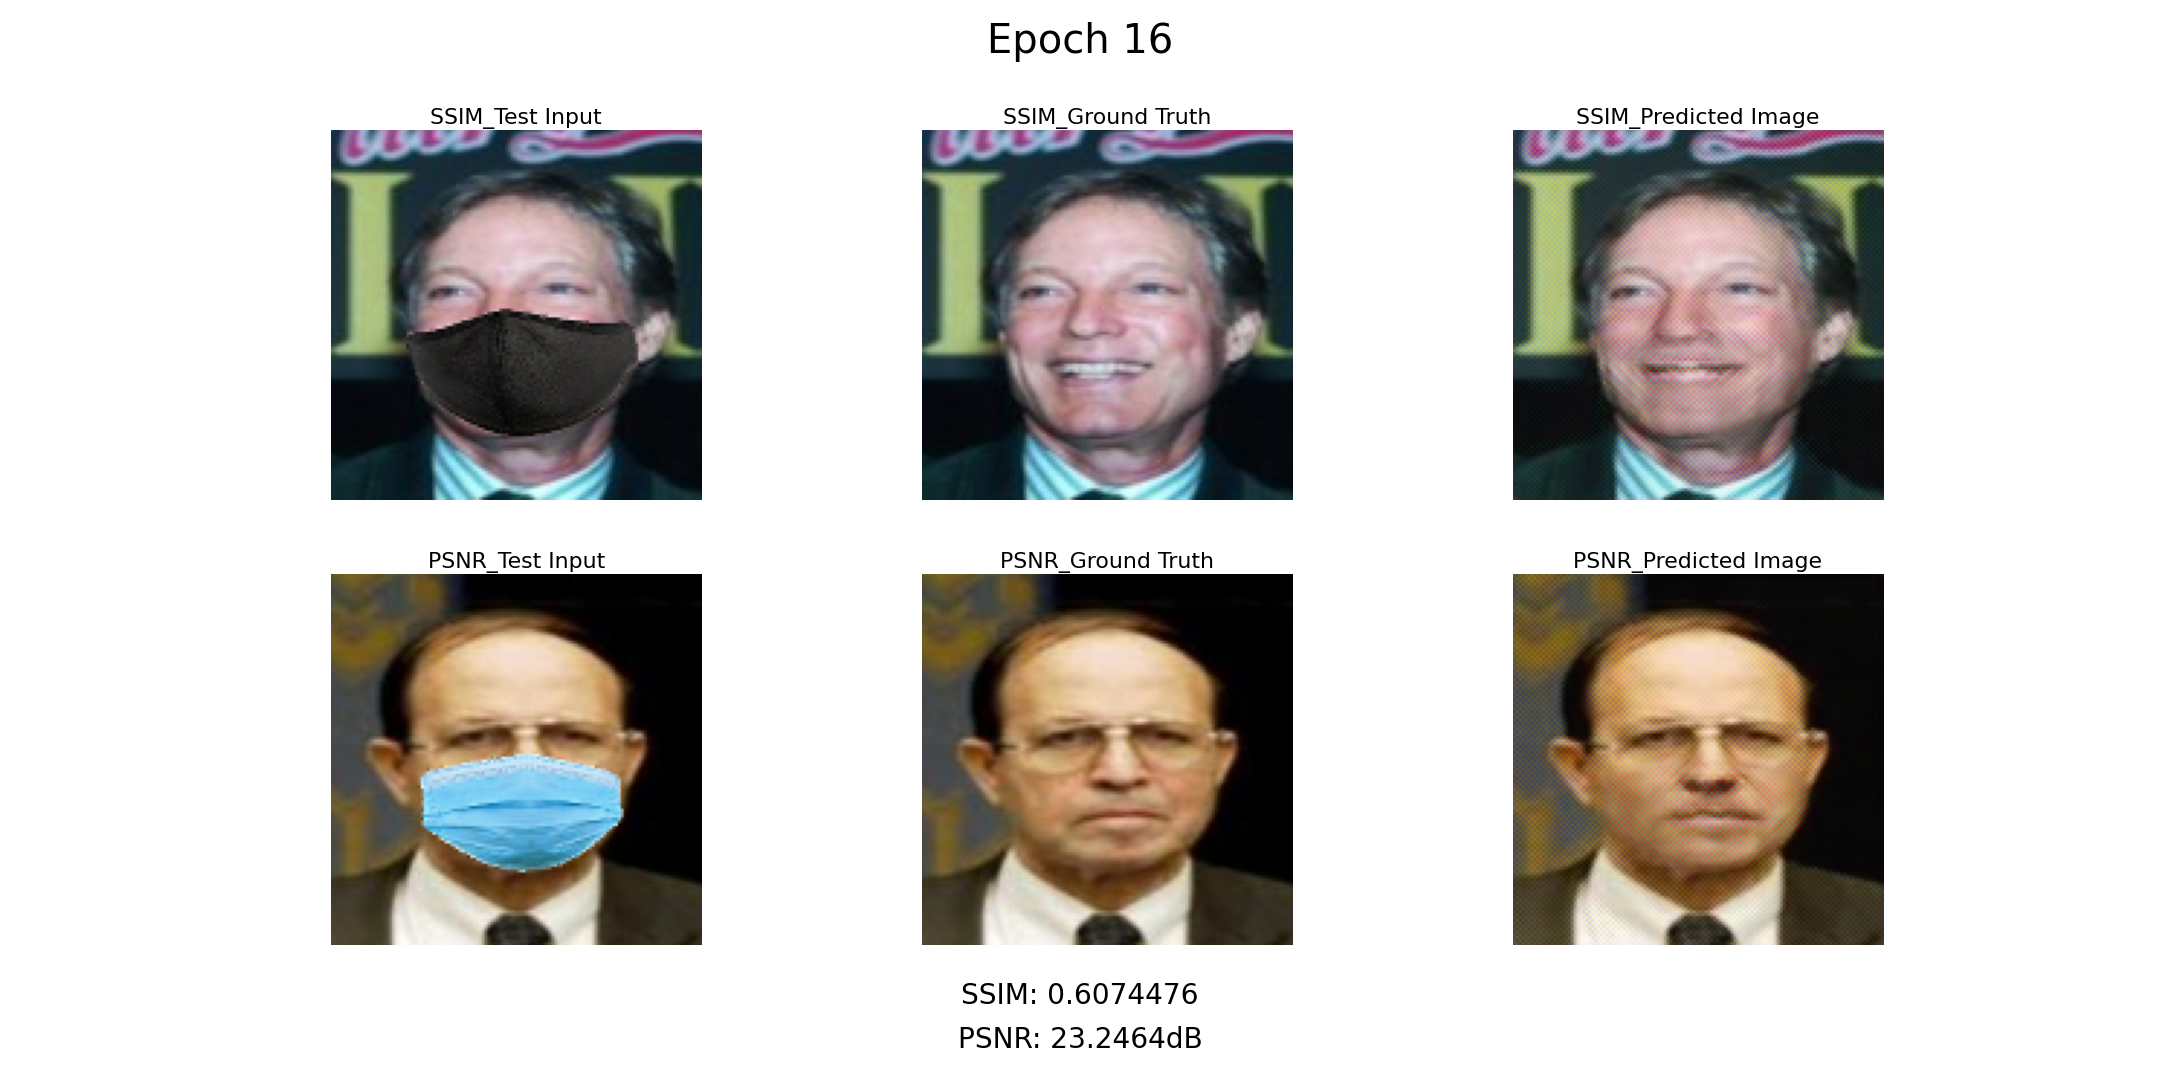 Epoch 16
SSIM_Test Input
SSIM_Ground Truth
SSIM_Predicted Image
PSNR_Test Input
PSNR_Ground Truth
PSNR_Predicted Image
SSIM: 0.6074476
PSNR: 23.2464dB